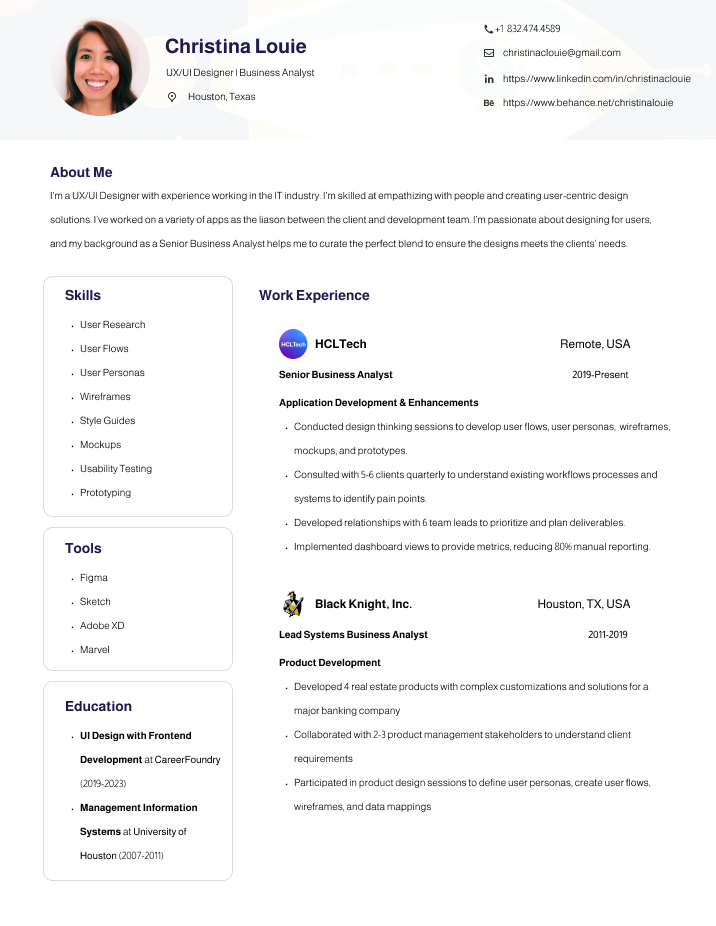 Christina Louie
UX/UI Designer | Business Analyst
Houston, Texas
+1 832.474.4589
christinaclouie@gmail.com
https://www.linkedin.com/in/christinaclouie
Bē https://www.behance.net/christinalouie
About Me
I'm a UX/UI Designer with experience working in the IT industry. I'm skilled at empathizing with people and creating user-centric design
solutions. I've worked on a variety of apps as the liason between the client and development team. I'm passionate about designing for users,
and my background as a Senior Business Analyst helps me to curate the perfect blend to ensure the designs meets the clients' needs.
Skills
• User Research
• User Flows
• User Personas
• Wireframes
• Style Guides
• Mockups
• Usability Testing
• Prototyping
Tools
• Figma
• Sketch
• Adobe XD
• Marvel
Education
• UI Design with Frontend
Development at CareerFoundry
(2019-2023)
• Management Information
Systems at University of
Houston (2007-2011)
Work Experience
HCLTech HCLTech Remote, USA
Senior Business Analyst 2019-Present
Application Development & Enhancements
• Conducted design thinking sessions to develop user flows, user personas, wireframes,
mockups, and prototypes.
• Consulted with 5-6 clients quarterly to understand existing workflows processes and
systems to identify pain points.
• Developed relationships with 6 team leads to prioritize and plan deliverables.
• Implemented dashboard views to provide metrics, reducing 80% manual reporting.
Black Knight, Inc. Houston, TX, USA
Lead Systems Business Analyst 2011-2019
Product Development
• Developed 4 real estate products with complex customizations and solutions for a
major banking company
• Collaborated with 2-3 product management stakeholders to understand client
requirements
• Participated in product design sessions to define user personas, create user flows,
wireframes, and data mappings